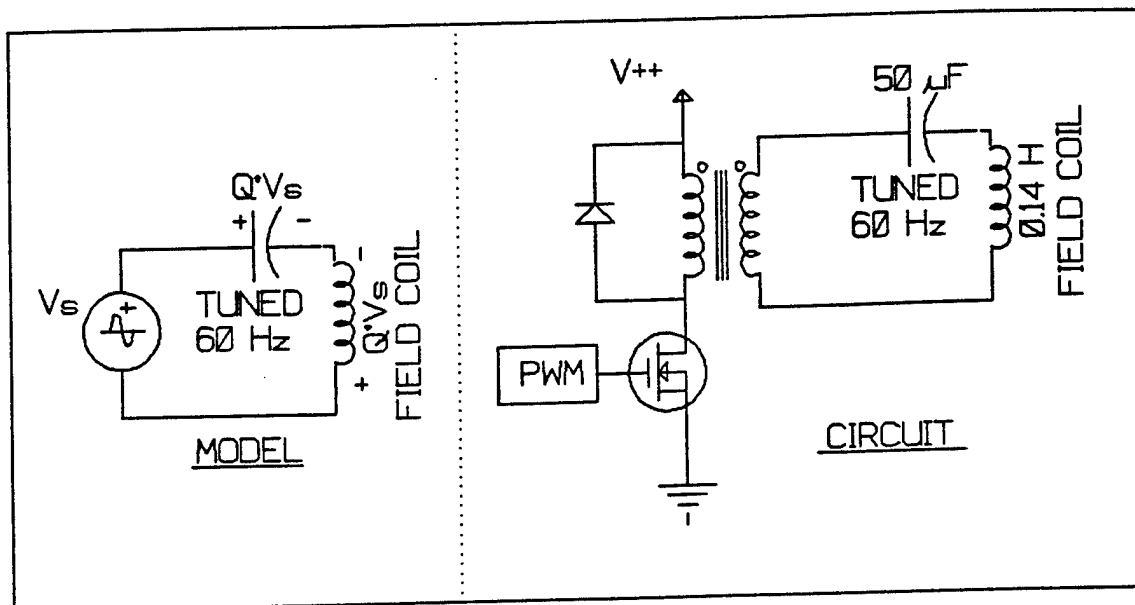 Q*Vs
+ -
Vs
+
TUNED
60 Hz
-
Q*Vs
+
FIELD COIL
MODEL
V++
50 µF
TUNED
60 Hz
0.14 H
FIELD COIL
PWM
CIRCUIT